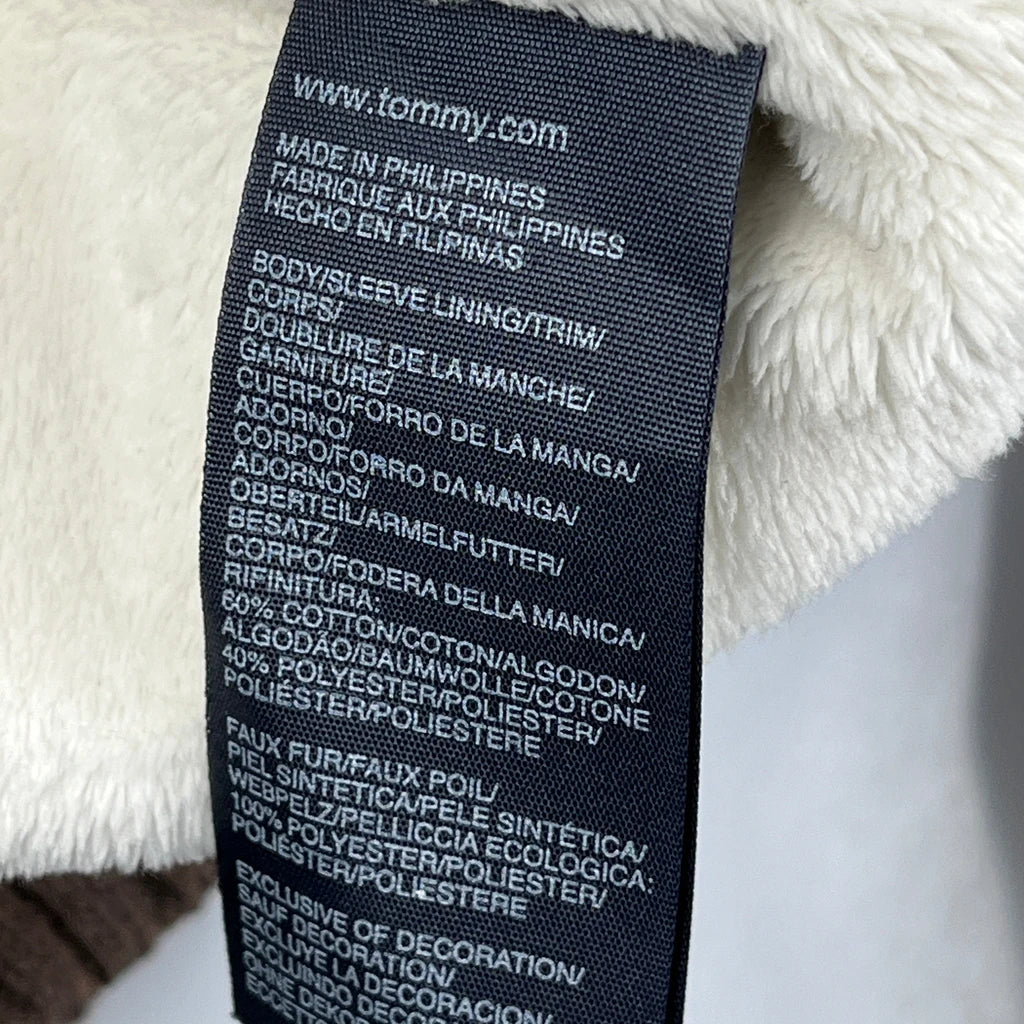 www.tommy.com
MADE IN PHILIPPINES
FABRIQUE AUX PHILIPPINES
HECHO EN FILIPINAS
BODY/SLEEVE LINING/TRIM/
CORPS/
DOUBLURE DE LA MANCHE/
GARNITURE/
CUERPO/FORRO DE LA MANGA/
ADORNO/
CORPO/FORRO DA MANGA/
ADORNOS/
OBERTEIL/ARMELFUTTER/
BESATZ/
CORPO/FODERA DELLA MANICA/
RIFINITURA:
60% COTTON/COTON/ALGODON/
ALGODÃO/BAUMWOLLE/COTONE
40% POLYESTER/POLIESTER/
POLIÉSTER/POLIESTERE
FAUX FUR/FAUX POIL/
PIEL SINTETICA/PELE SINTÉTICA/
WEBPELZ/PELLICCIA ECOLOGICA:
100% POLYESTER/POLIESTER/
POLIÉSTER/POLIESTERE
EXCLUSIVE OF DECORATION/
SAUF DECORATION/
EXCLUYE LA DECORACION/
EXCLUINDO
OHNE